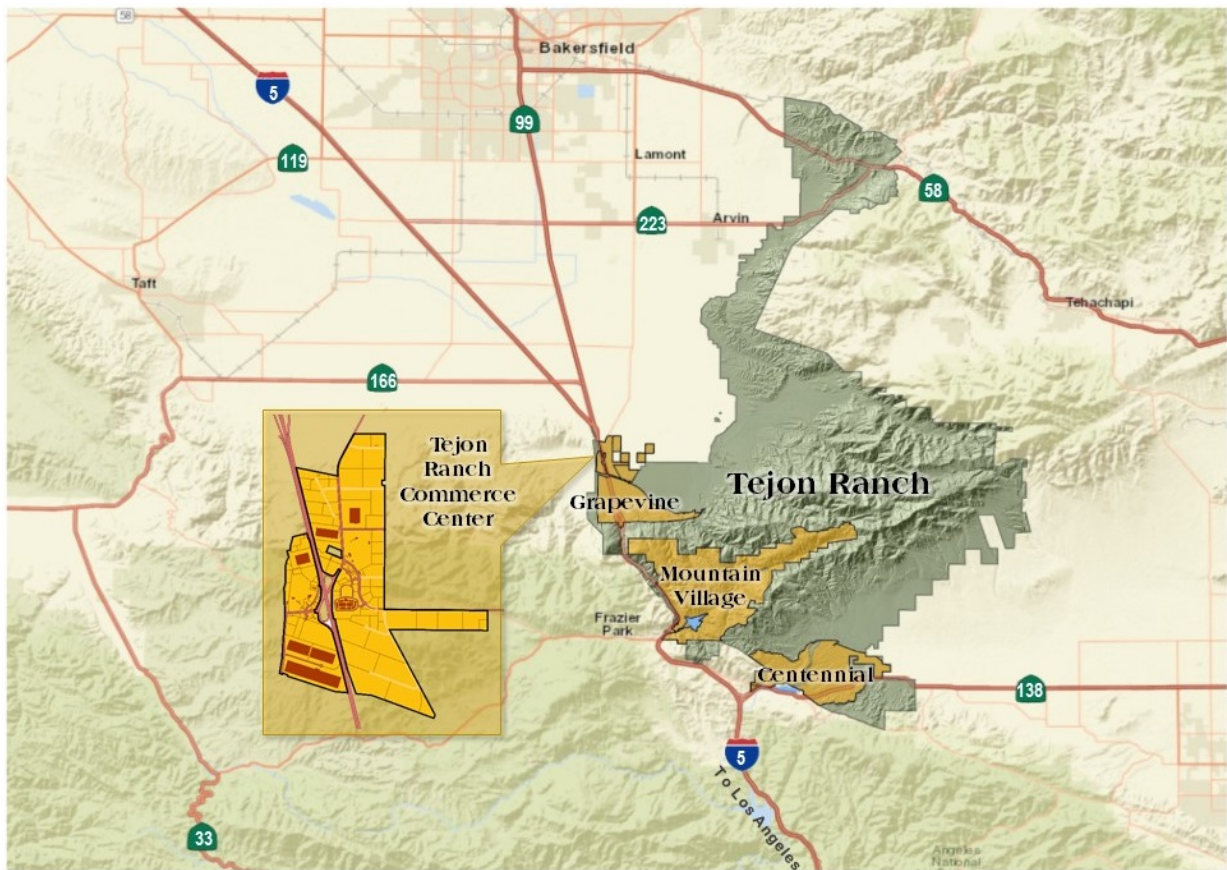 58
Bakersfield
5
99
119
Lamont
58
223
Arvin
Taft
Tehachapi
166
Tejon
Ranch
Commerce
Center
Grapevine
Tejon Ranch
Mountain
Village
Frazier
Park
Centennial
138
5
To Los Angeles
33
Angeles
National